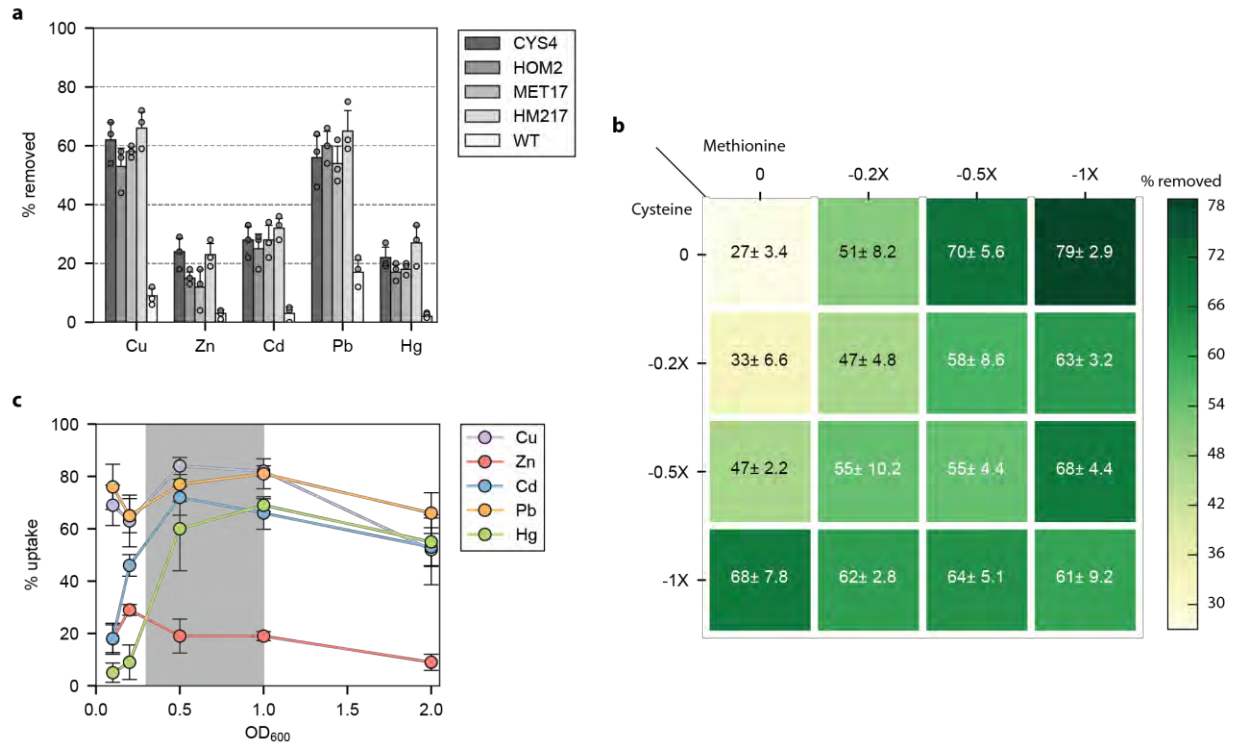 a
100
80
60
40
20
0
% removed
Cu Zn Cd Pb Hg
CYS4
HOM2
MET17
HM217
WT
b
Methionine
0 -0.2X -0.5X -1X
Cysteine
% removed
0 27± 3.4 51± 8.2 70± 5.6 79± 2.9
-0.2X 33± 6.6 47± 4.8 58± 8.6 63± 3.2
-0.5X 47± 2.2 55± 10.2 55± 4.4 68± 4.4
-1X 68± 7.8 62± 2.8 64± 5.1 61± 9.2
78
72
66
60
54
48
42
36
30
c
100
80
60
40
20
0
% uptake
0.0 0.5 1.0 1.5 2.0
OD600
Cu
Zn
Cd
Pb
Hg